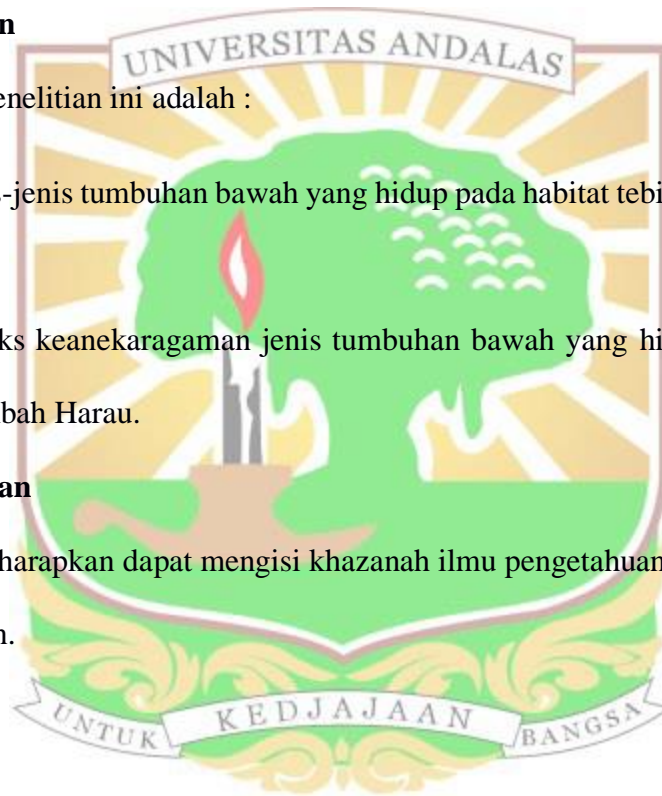 n
UNIVERSITAS ANDALAS
enelitian ini adalah :
s-jenis tumbuhan bawah yang hidup pada habitat tebi
ks keanekaragaman jenis tumbuhan bawah yang hi
bah Harau.
an
harapkan dapat mengisi khazanah ilmu pengetahuan
n.
UNTUK KEDJAJAAN BANGSA